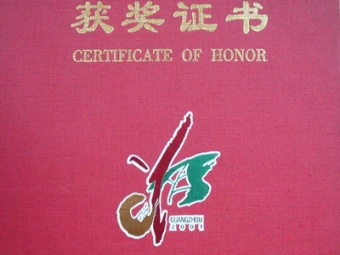 获奖证书
CERTIFICATE OF HONOR
GUANGZHOU
2001